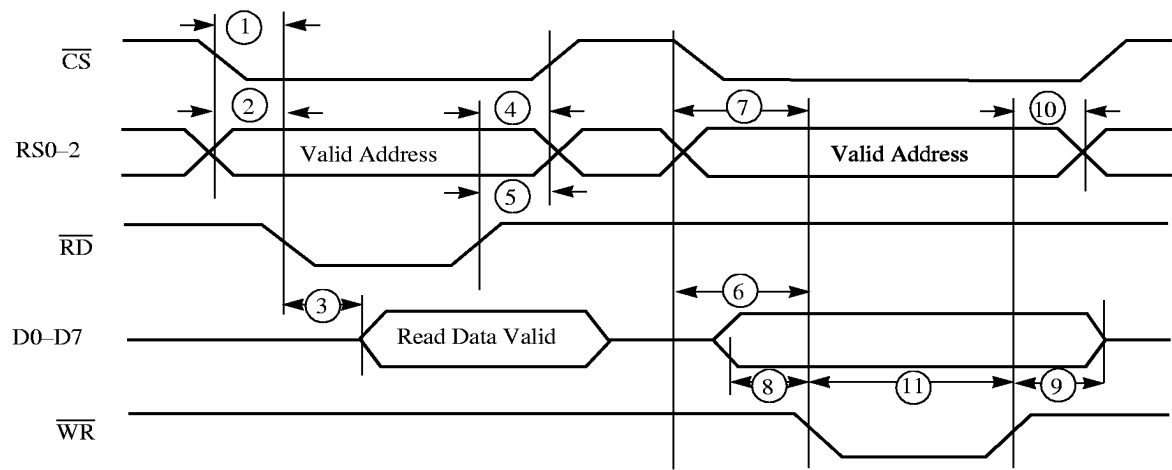 1
CS
2
4
7
10
RS0–2
Valid Address
Valid Address
5
RD
3
6
D0–D7
Read Data Valid
8
11
9
WR